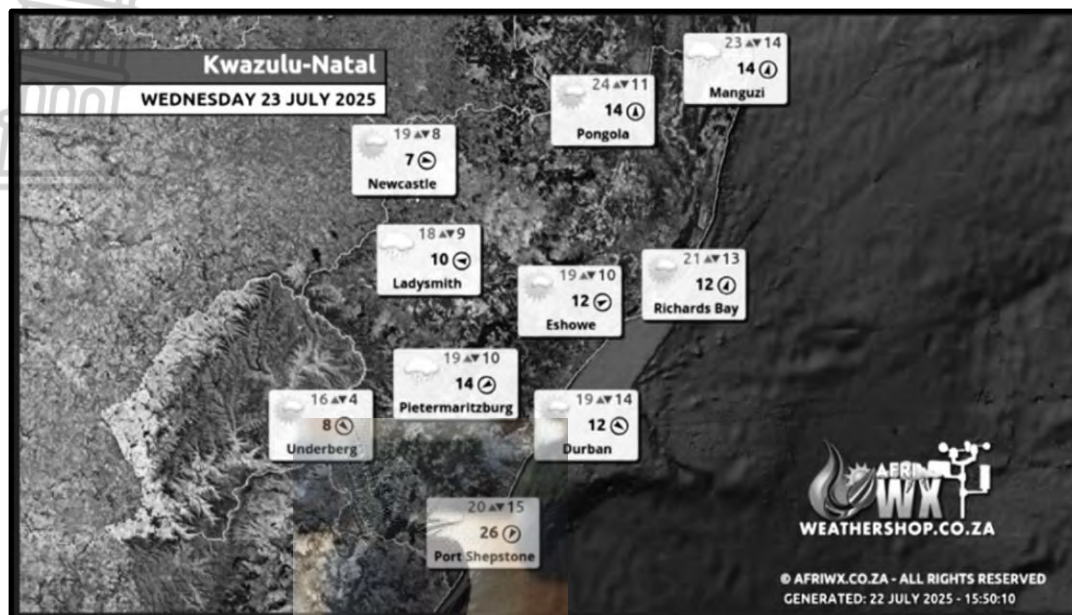 Kwazulu-Natal
WEDNESDAY 23 JULY 2025
23 ▲▼ 14
14
Manguzi
24 ▲▼ 11
14
Pongola
19 ▲▼ 8
7
Newcastle
18 ▲▼ 9
10
Ladysmith
21 ▲▼ 13
12
Richards Bay
19 ▲▼ 10
12
Eshowe
19 ▲▼ 10
14
Pietermaritzburg
16 ▲▼ 4
8
Underberg
19 ▲▼ 14
12
Durban
20 ▲▼ 15
26
Port Shepstone
AFRI
WX
WEATHERSHOP.CO.ZA
© AFRIWX.CO.ZA - ALL RIGHTS RESERVED
GENERATED: 22 JULY 2025 - 15:50:10